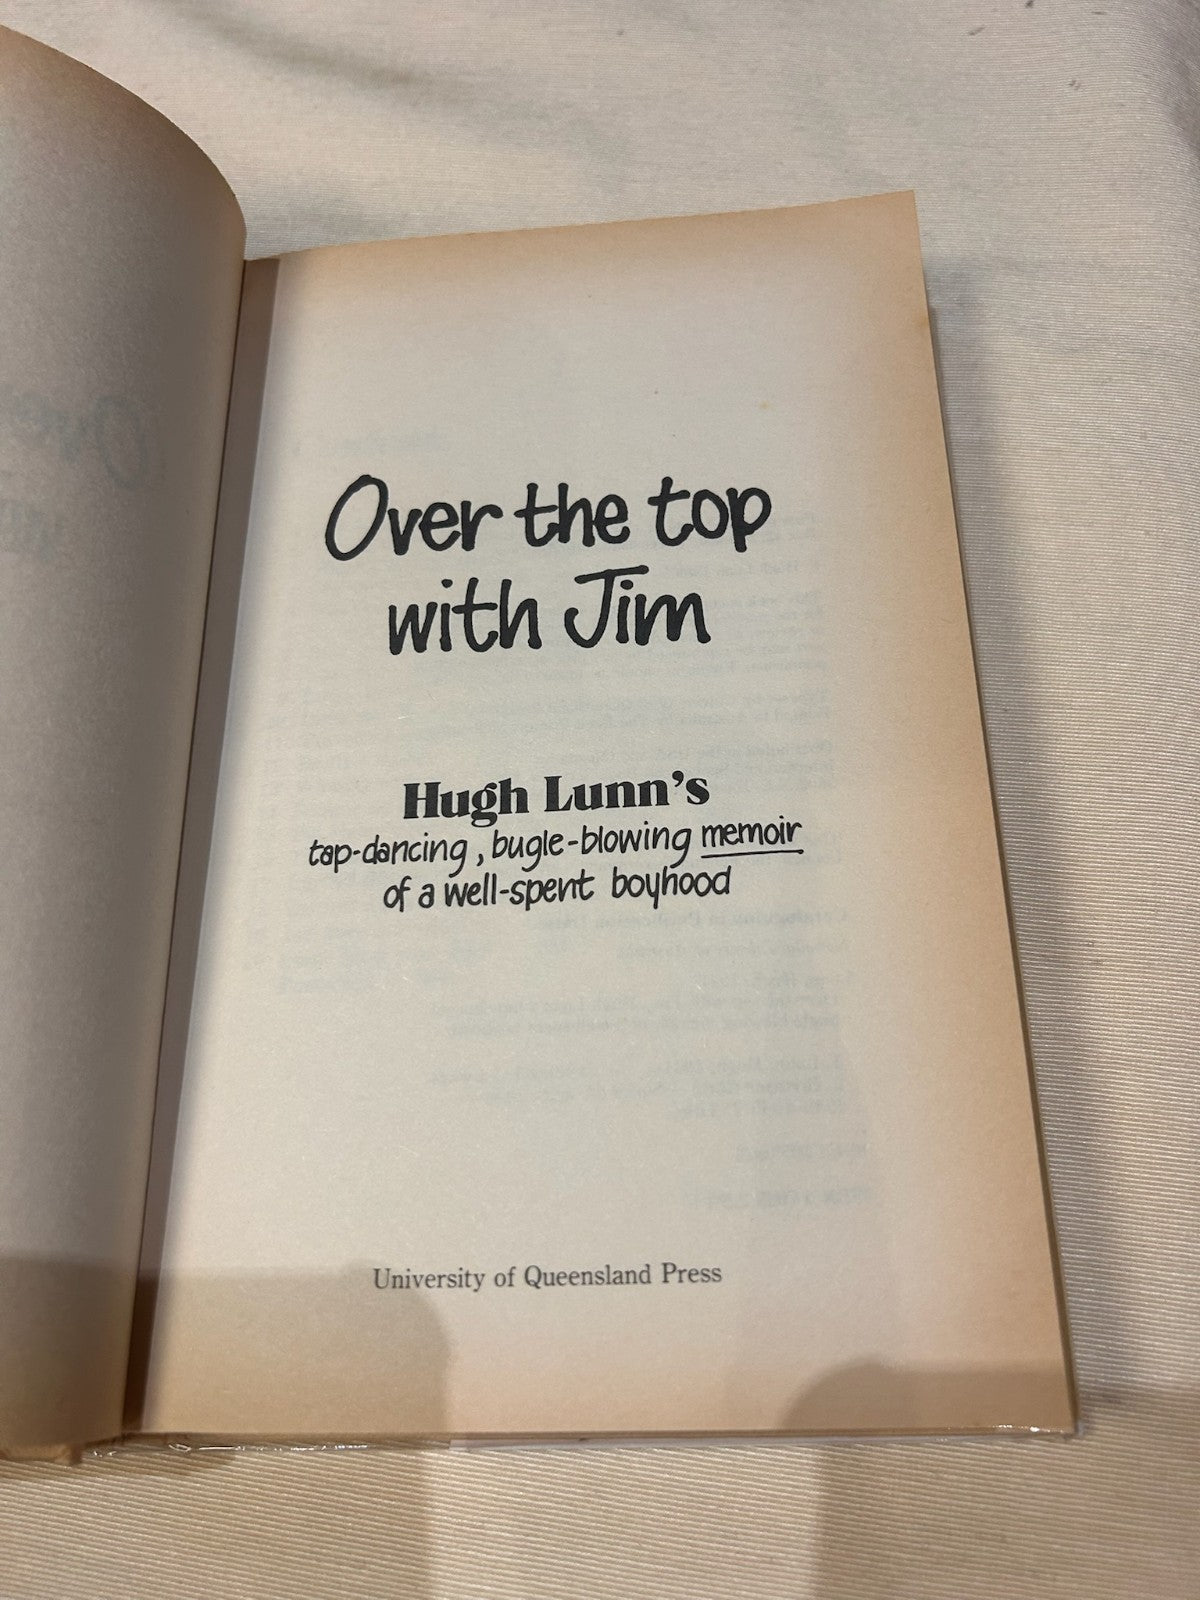 Over the top
with Jim
Hugh Lunn's
tap-dancing, bugle-blowing memoir
of a well-spent boyhood
University of Queensland Press